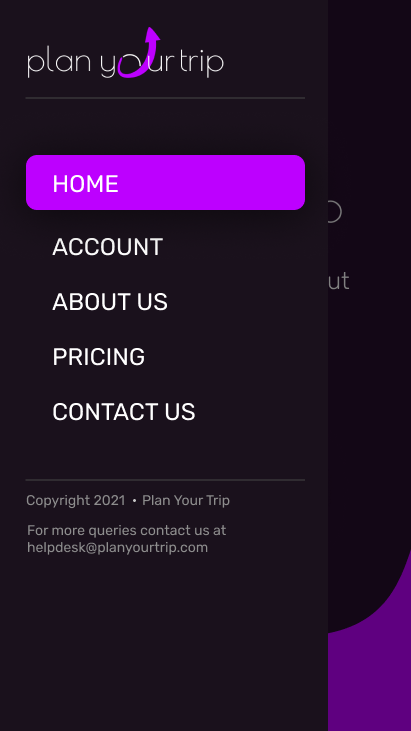 plan your trip
HOME
ACCOUNT
ABOUT US
PRICING
CONTACT US
Copyright 2021 • Plan Your Trip
For more queries contact us at
helpdesk@planyourtrip.com